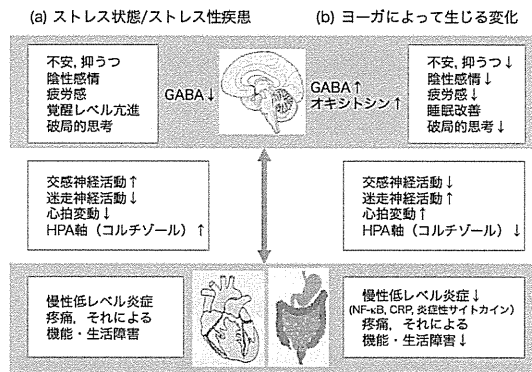 (a) ストレス状態/ストレス性疾患
(b) ヨーガによって生じる変化
不安, 抑うつ
陰性感情
疲労感
覚醒レベル亢進
破局的思考
GABA↓
GABA↑
オキシトシン↑
不安, 抑うつ↓
陰性感情↓
疲労感↓
睡眠改善
破局的思考↓
交感神経活動↑
迷走神経活動↓
心拍変動↓
HPA軸（コルチゾール）↑
交感神経活動↓
迷走神経活動↑
心拍変動↑
HPA軸（コルチゾール）↓
慢性低レベル炎症
疼痛, それによる
機能・生活障害
慢性低レベル炎症↓
(NF-κB, CRP, 炎症性サイトカイン)
疼痛, それによる
機能・生活障害↓